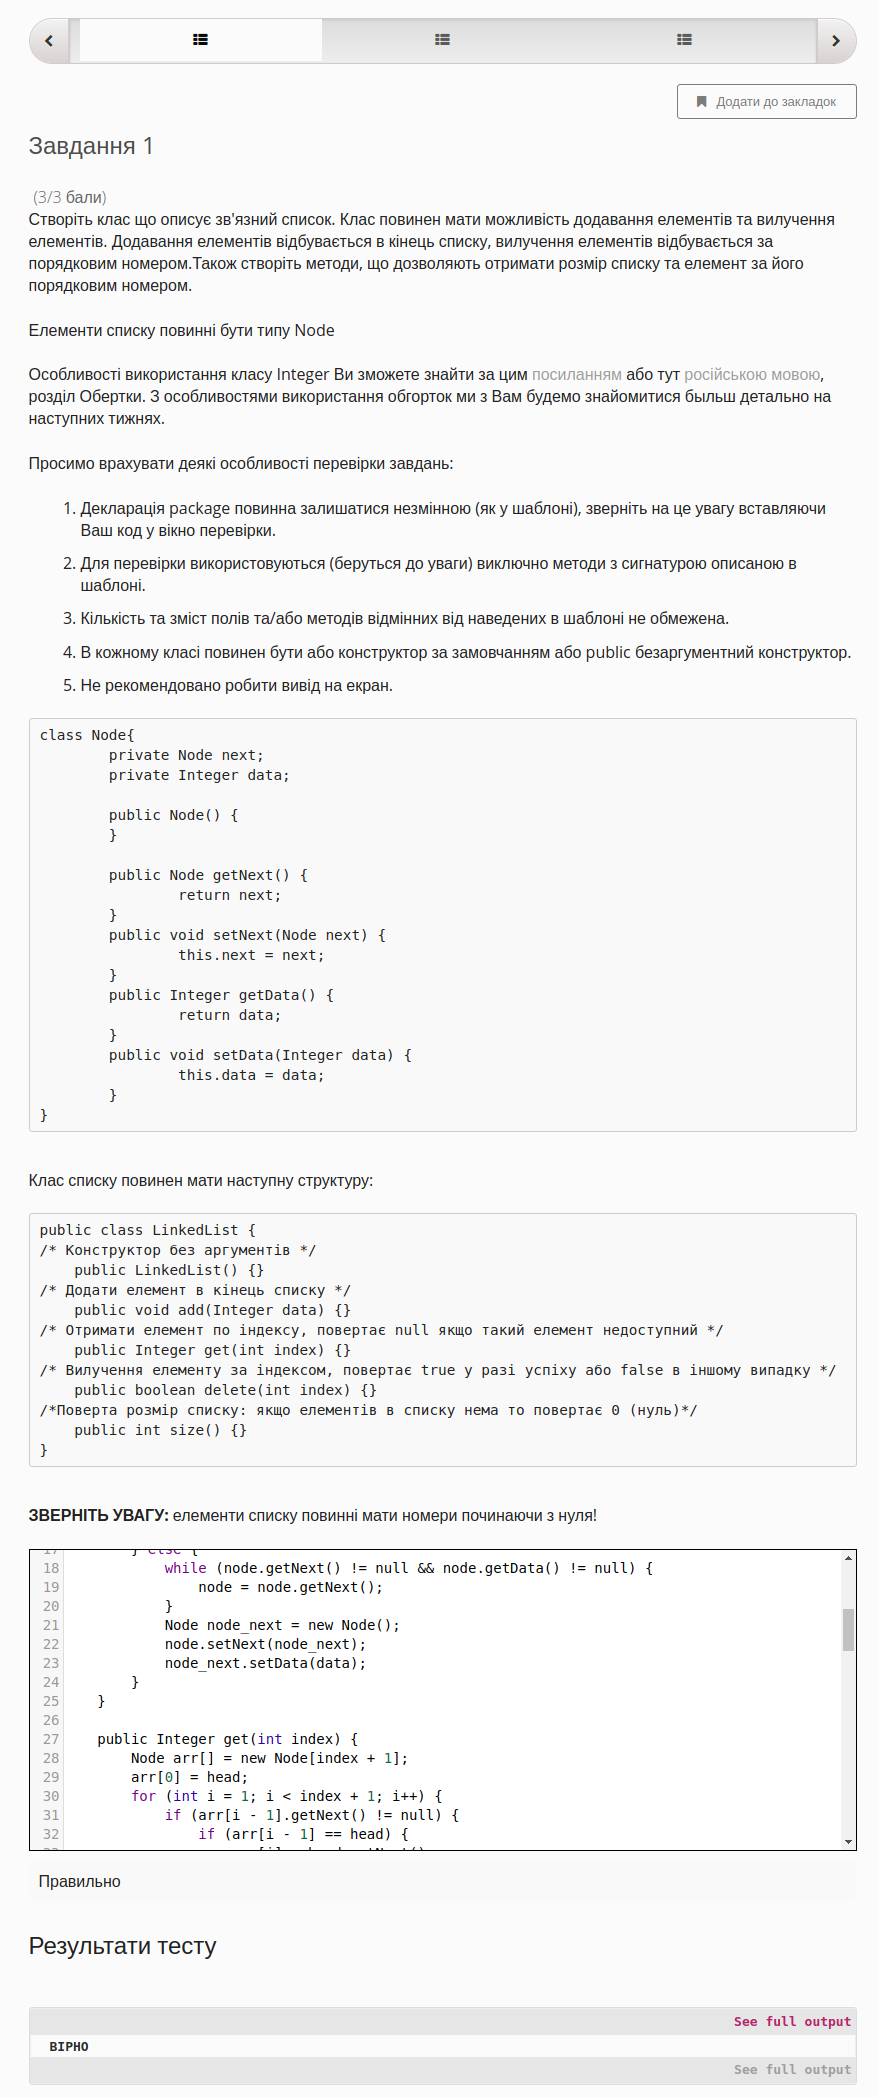 Додати до закладок
Завдання 1
(3/3 бали)
Створіть клас що описує зв'язний список. Клас повинен мати можливість додавання елементів та вилучення
елементів. Додавання елементів відбувається в кінець списку, вилучення елементів відбувається за
порядковим номером.Також створіть методи, що дозволяють отримати розмір списку та елемент за його
порядковим номером.
Елементи списку повинні бути типу Node
Особливості використання класу Integer Ви зможете знайти за цим посиланням або тут російською мовою,
розділ Обертки. З особливостями використання обгорток ми з Вам будемо знайомитися быльш детально на
наступних тижнях.
Просимо врахувати деякі особливості перевірки завдань:
1. Декларація package повинна залишатися незмінною (як у шаблоні), зверніть на це увагу вставляючи
Ваш код у вікно перевірки.
2. Для перевірки використовуються (беруться до уваги) виключно методи з сигнатурою описаною в
шаблоні.
3. Кількість та зміст полів та/або методів відмінних від наведених в шаблоні не обмежена.
4. В кожному класі повинен бути або конструктор за замовчанням або public безаргументний конструктор.
5. Не рекомендовано робити вивід на екран.
class Node{
        private Node next;
        private Integer data;
        public Node() {
        }
        public Node getNext() {
                return next;
        }
        public void setNext(Node next) {
                this.next = next;
        }
        public Integer getData() {
                return data;
        }
        public void setData(Integer data) {
                this.data = data;
        }
}
Клас списку повинен мати наступну структуру:
public class LinkedList {
/* Конструктор без аргументів */
    public LinkedList() {}
/* Додати елемент в кінець списку */
    public void add(Integer data) {}
/* Отримати елемент по індексу, повертає null якщо такий елемент недоступний */
    public Integer get(int index) {}
/* Вилучення елементу за індексом, повертає true у разі успіху або false в іншому випадку */
    public boolean delete(int index) {}
/*Поверта розмір списку: якщо елементів в списку нема то повертає 0 (нуль)*/
    public int size() {}
}
ЗВЕРНІТЬ УВАГУ: елементи списку повинні мати номери починаючи з нуля!
17         } else {
18             while (node.getNext() != null && node.getData() != null) {
19                 node = node.getNext();
20             }
21             Node node_next = new Node();
22             node.setNext(node_next);
23             node_next.setData(data);
24         }
25     }
26
27     public Integer get(int index) {
28         Node arr[] = new Node[index + 1];
29         arr[0] = head;
30         for (int i = 1; i < index + 1; i++) {
31             if (arr[i - 1].getNext() != null) {
32                 if (arr[i - 1] == head) {
Правильно
Результати тесту
See full output
ВІРНО
See full output